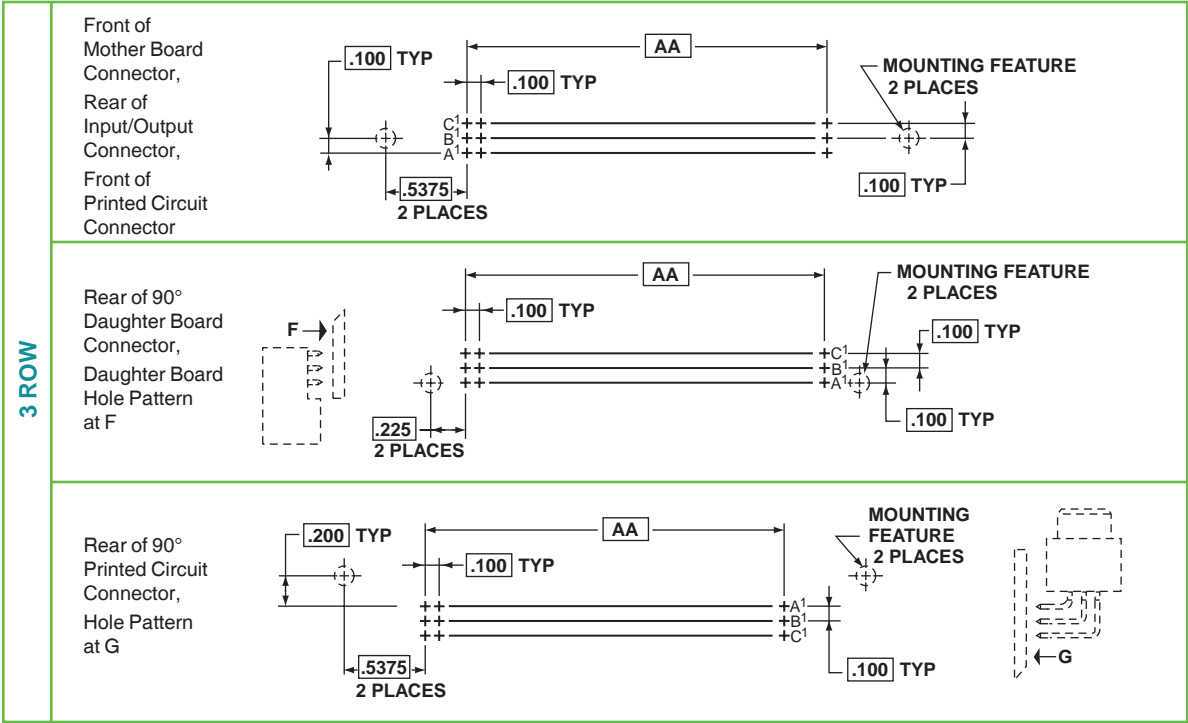 3 ROW
Front of
Mother Board
Connector,
Rear of
Input/Output
Connector,
Front of
Printed Circuit
Connector
.100 TYP
AA
.100 TYP
MOUNTING FEATURE
2 PLACES
C1
B1
A1
.5375
2 PLACES
.100 TYP
Rear of 90°
Daughter Board
Connector,
Daughter Board
Hole Pattern
at F
F
AA
.100 TYP
MOUNTING FEATURE
2 PLACES
.100 TYP
C1
B1
A1
.225
2 PLACES
.100 TYP
Rear of 90°
Printed Circuit
Connector,
Hole Pattern
at G
.200 TYP
AA
.100 TYP
MOUNTING
FEATURE
2 PLACES
A1
B1
C1
.5375
2 PLACES
.100 TYP
G